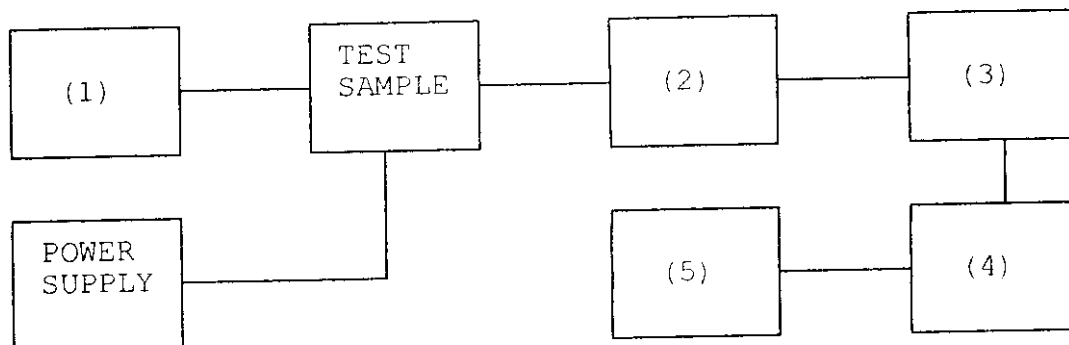 (1)
TEST
SAMPLE
(2)
(3)
POWER
SUPPLY
(5)
(4)